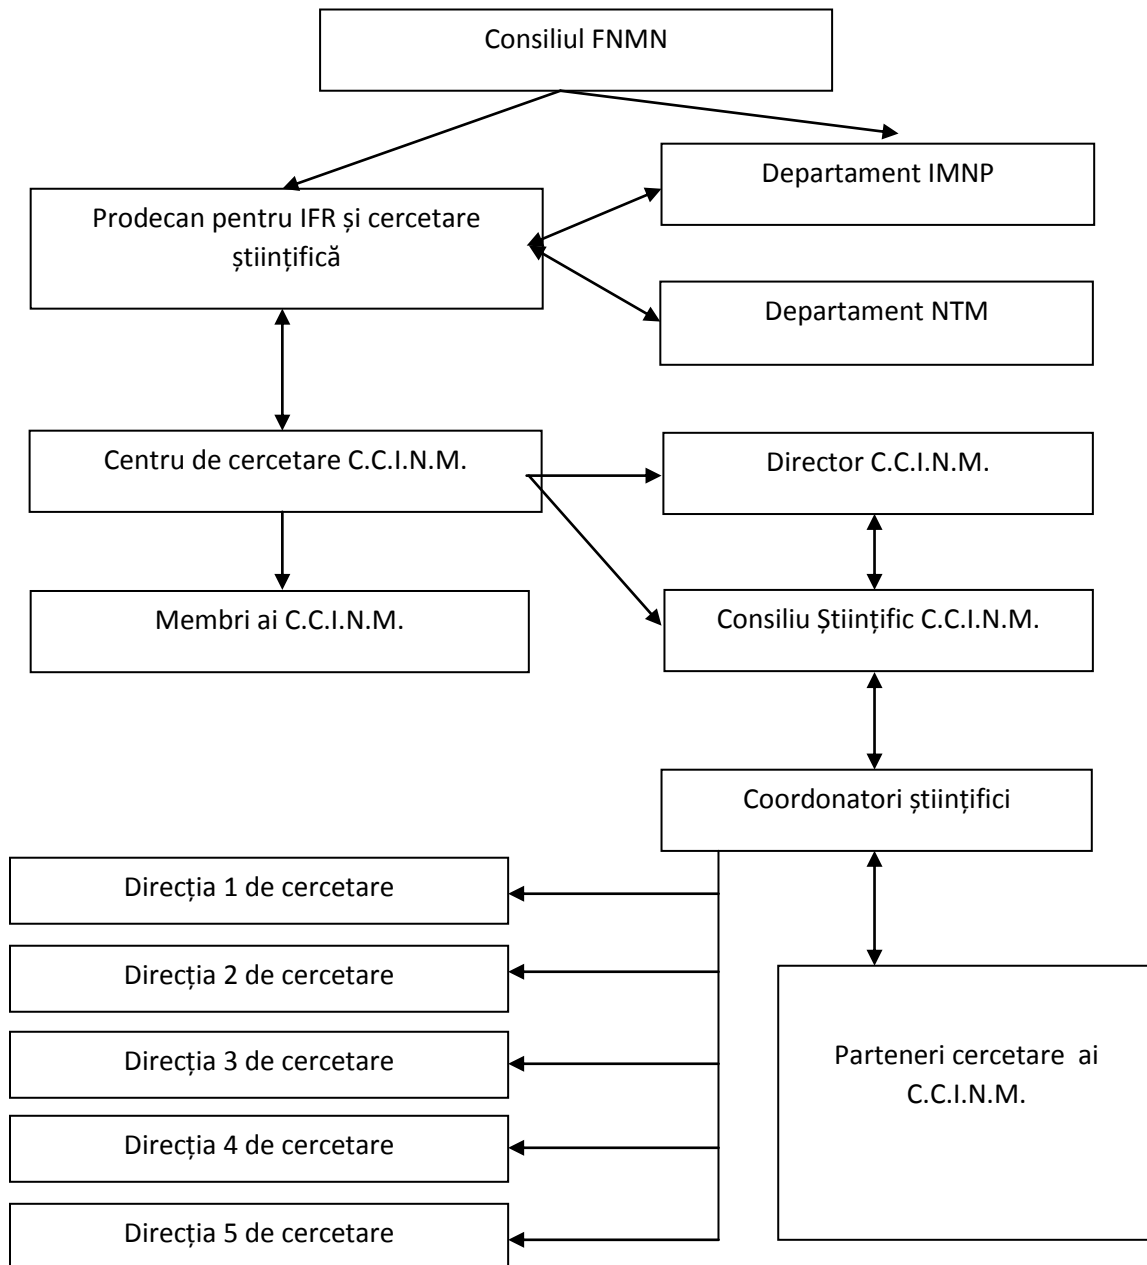 Consiliul FNMN
Departament IMNP
Prodecan pentru IFR și cercetare
științifică
Departament NTM
Centru de cercetare C.C.I.N.M.
Director C.C.I.N.M.
Membri ai C.C.I.N.M.
Consiliu Științific C.C.I.N.M.
Coordonatori științifici
Direcția 1 de cercetare
Direcția 2 de cercetare
Direcția 3 de cercetare
Direcția 4 de cercetare
Direcția 5 de cercetare
Parteneri cercetare  ai
C.C.I.N.M.